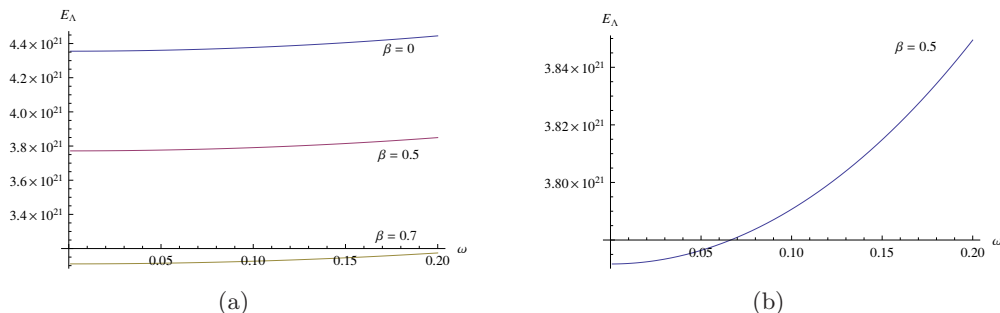 E_Λ
4.4×10^21
4.2×10^21
4.0×10^21
3.8×10^21
3.6×10^21
3.4×10^21
β = 0
β = 0.5
β = 0.7
ω
0.05 0.10 0.15 0.20
(a)
E_Λ
3.84×10^21
3.82×10^21
3.80×10^21
β = 0.5
ω
0.05 0.10 0.15 0.20
(b)